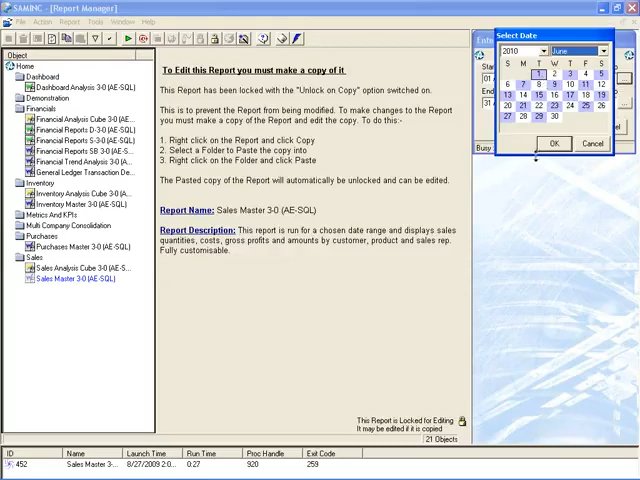 SAMINC - [Report Manager]
File Action Report Tools Window Help
Object
Home
Dashboard
Dashboard Analysis 3-0 (AE-SQL)
Demonstration
Financials
Financial Analysis Cube 3-0 (AE...
Financial Reports D 3-0 (AE-S...
Financial Reports S 3-0 (AE-S...
Financial Reports SB 3-0 (AE-S...
Financial Trend Analysis 3-0 (A...
General Ledger Transaction De...
Inventory
Inventory Analysis Cube 3-0 (A...
Inventory Master 3-0 (AE-SQL)
Metrics And KPIs
Multi Company Consolidation
Purchases
Purchases Master 3-0 (AE-SQL)
Sales
Sales Analysis Cube 3-0 (AE-S...
Sales Master 3-0 (AE-SQL)
To Edit this Report you must make a copy of it
This Report has been locked with the "Unlock on Copy" option switched on.
This is to prevent the Report from being modified. To make changes to the Report
you must make a copy of the Report and edit the copy. To do this:-
1. Right click on the Report and click Copy
2. Select a Folder to Paste the copy into
3. Right click on the Folder and click Paste
The Pasted copy of the Report will automatically be unlocked and can be edited.
Report Name: Sales Master 3-0 (AE-SQL)
Report Description: This report is run for a chosen date range and displays sales
quantities, costs, gross profits and amounts by customer, product and sales rep.
Fully customisable.
This Report is Locked for Editing
It may be edited if it is copied
21 Objects
Select Date
2010 June
S M T W T F S
1 2 3 4 5
6 7 8 9 10 11 12
13 14 15 16 17 18 19
20 21 22 23 24 25 26
27 28 29 30
OK Cancel
ID Name Launch Time Run Time Proc Handle Exit Code
452 Sales Master 3-... 8/27/2009 2:0... 0:27 920 259